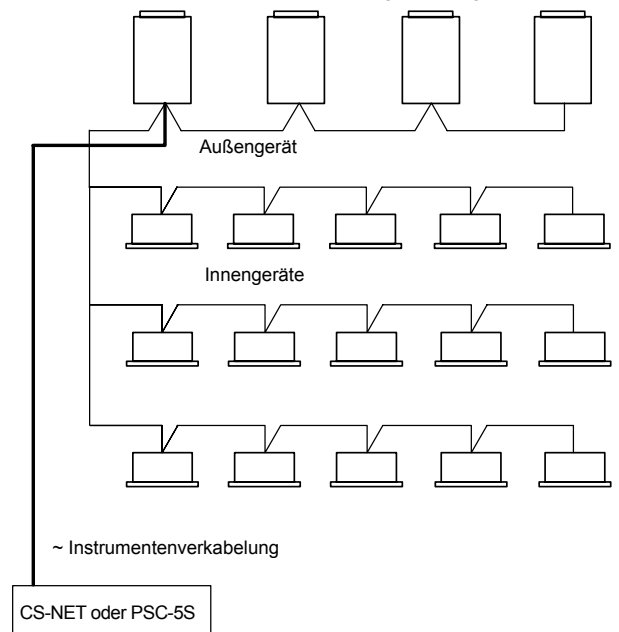 Außengerät
Innengeräte
~ Instrumentenverkabelung
CS-NET oder PSC-5S